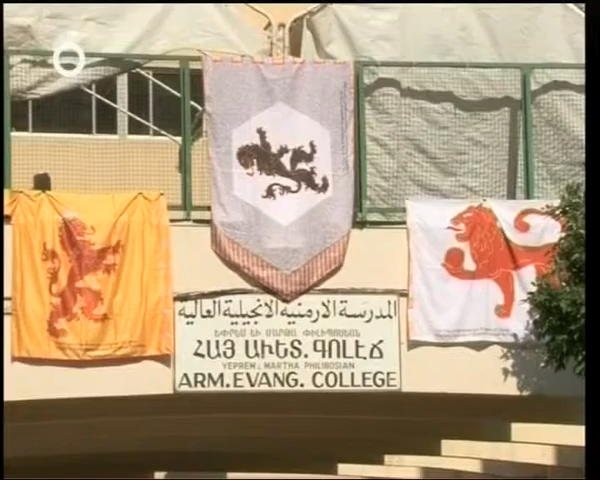 المدرسة الارمنية الانجيلية العالية
ԵՓՐԵՄ ԵՒ ՄԱՐԹԱ ՓԻԼԻՊՈՍԵԱՆ
ՀԱՅ ԱՒԵՏ. ԳՈԼԷՃ
YEPREM & MARTHA PHILIBOSIAN
ARM. EVANG. COLLEGE